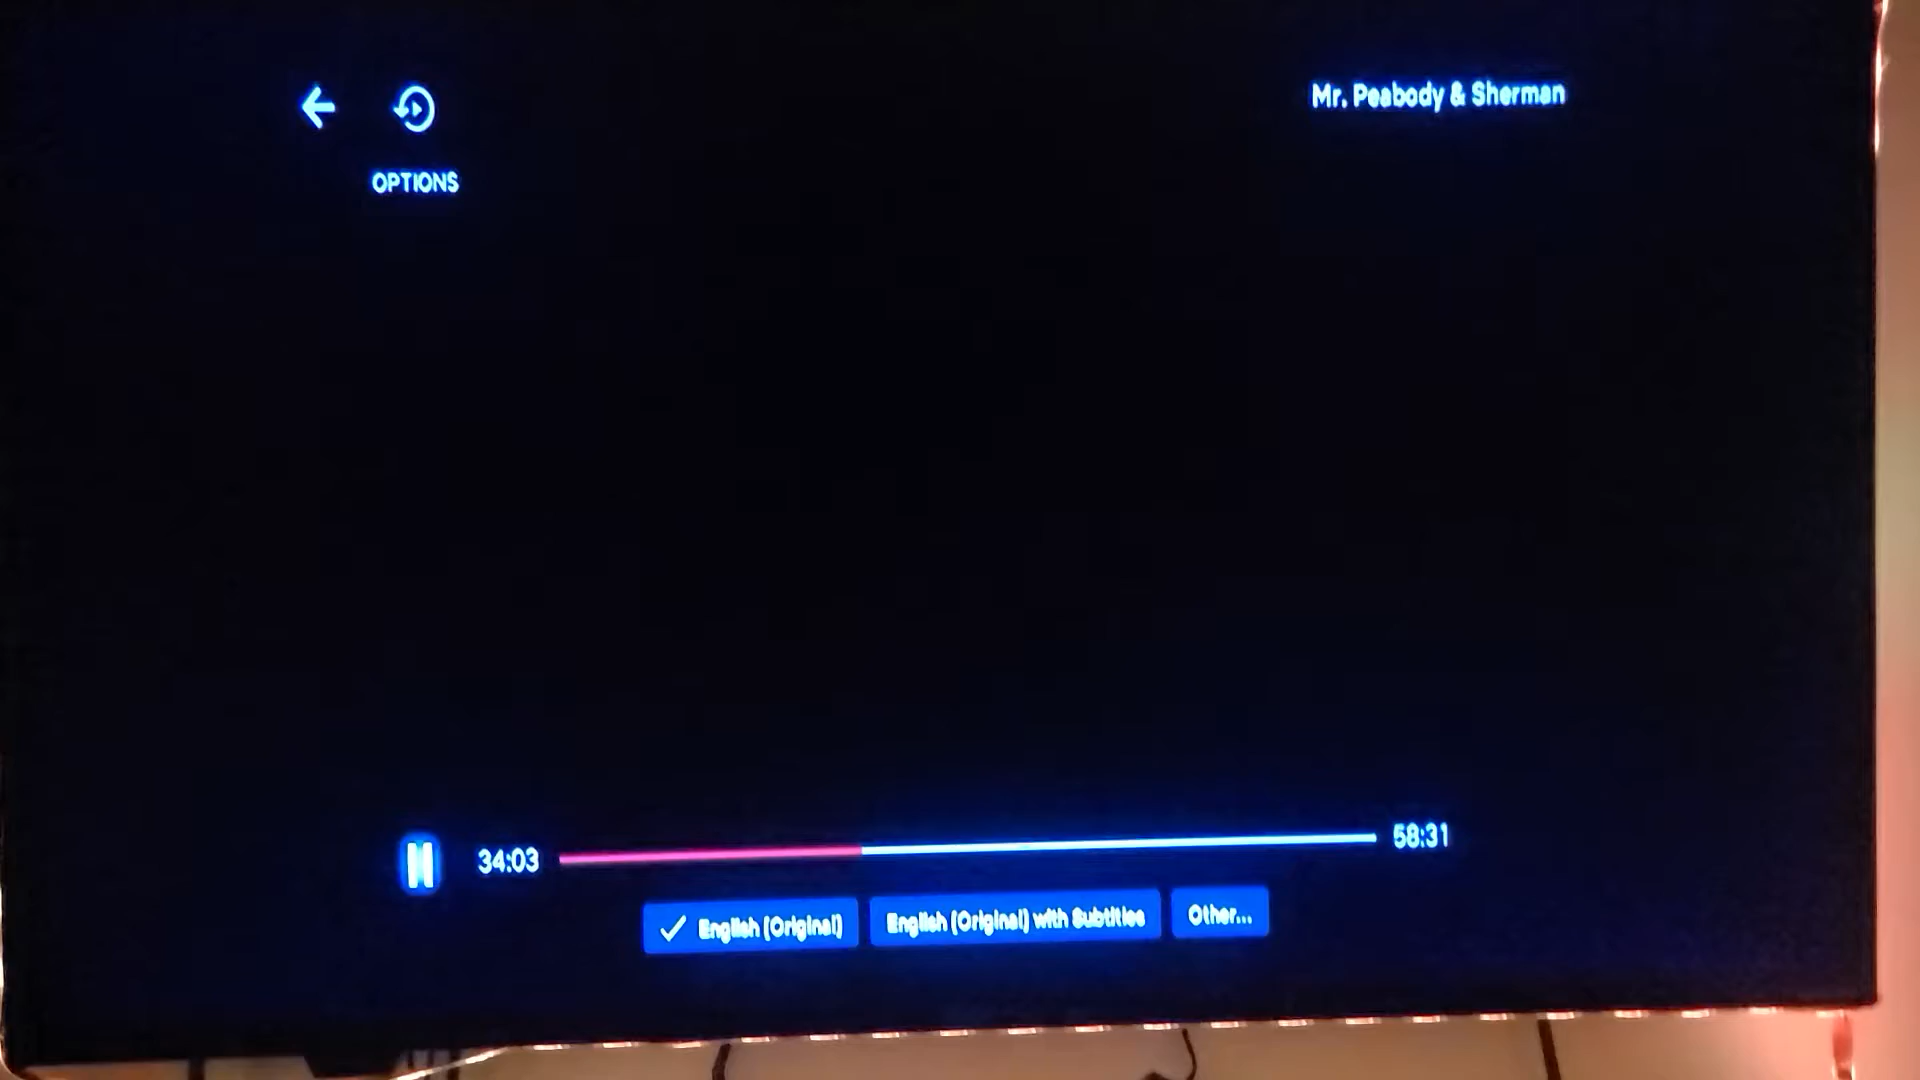 Mr. Peabody & Sherman
OPTIONS
34:03
58:31
English (Original)
English (Original) with Subtitles
Other...